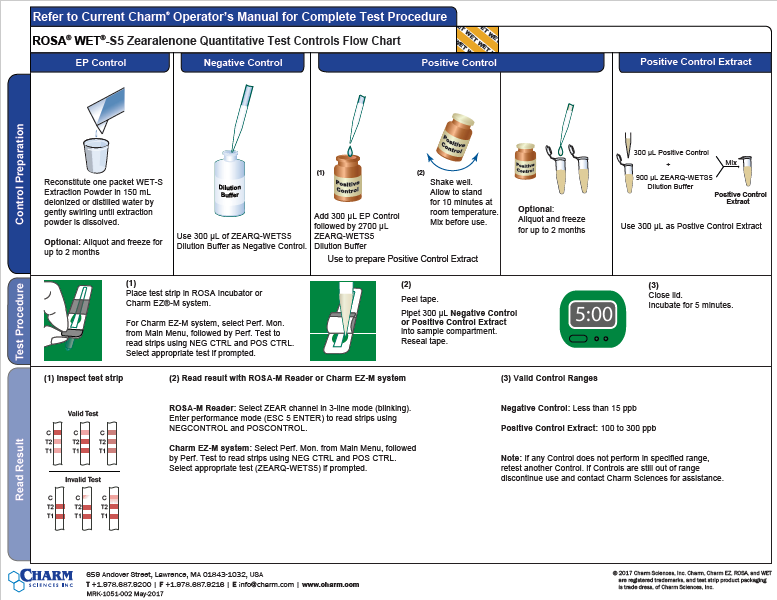 Refer to Current Charm® Operator's Manual for Complete Test Procedure
ROSA® WET®-S5 Zearalenone Quantitative Test Controls Flow Chart
WET WET WET
EP Control
Negative Control
Positive Control
Positive Control Extract
Control Preparation
Reconstitute one packet WET-S
Extraction Powder in 150 mL
deionized or distilled water by
gently swirling until extraction
powder is dissolved.
Optional: Aliquot and freeze for
up to 2 months
Dilution
Buffer
Use 300 µL of ZEARQ-WETS5
Dilution Buffer as Negative Control.
(1)
Positive
Control
Add 300 µL EP Control
followed by 2700 µL
ZEARQ-WETS5
Dilution Buffer
(2)
Positive
Control
Shake well.
Allow to stand
for 10 minutes at
room temperature.
Mix before use.
Use to prepare Positive Control Extract
Positive
Control
Optional:
Aliquot and freeze
for up to 2 months
300 µL Positive Control
+
900 µL ZEARQ-WETS5
Dilution Buffer
Mix
Positive Control
Extract
Use 300 µL as Postive Control Extract
Test Procedure
(1)
Place test strip in ROSA Incubator or
Charm EZ®-M system.
For Charm EZ-M system, select Perf. Mon.
from Main Menu, followed by Perf. Test to
read strips using NEG CTRL and POS CTRL.
Select appropriate test if prompted.
(2)
Peel tape.
Pipet 300 µL Negative Control
or Positive Control Extract
into sample compartment.
Reseal tape.
5:00
(3)
Close lid.
Incubate for 5 minutes.
Read Result
(1) Inspect test strip
Valid Test
C
T2
T1
C
T2
T1
C
T2
T1
Invalid Test
C
T2
T1
C
T2
T1
C
T2
T1
(2) Read result with ROSA-M Reader or Charm EZ-M system
ROSA-M Reader: Select ZEAR channel in 3-line mode (blinking).
Enter performance mode (ESC 5 ENTER) to read strips using
NEGCONTROL and POSCONTROL.
Charm EZ-M system: Select Perf. Mon. from Main Menu, followed
by Perf. Test to read strips using NEG CTRL and POS CTRL.
Select appropriate test (ZEARQ-WETS5) if prompted.
(3) Valid Control Ranges
Negative Control: Less than 15 ppb
Positive Control Extract: 100 to 300 ppb
Note: If any Control does not perform in specified range,
retest another Control. If Controls are still out of range
discontinue use and contact Charm Sciences for assistance.
CHARM
SCIENCES INC
659 Andover Street, Lawrence, MA 01843-1032, USA
T +1.978.687.9200 | F +1.978.687.9216 | E info@charm.com | www.charm.com
MRK-1051-002 May-2017
© 2017 Charm Sciences, Inc. Charm, Charm EZ, ROSA, and WET
are registered trademarks, and test strip product packaging
is trade dress, of Charm Sciences, Inc.